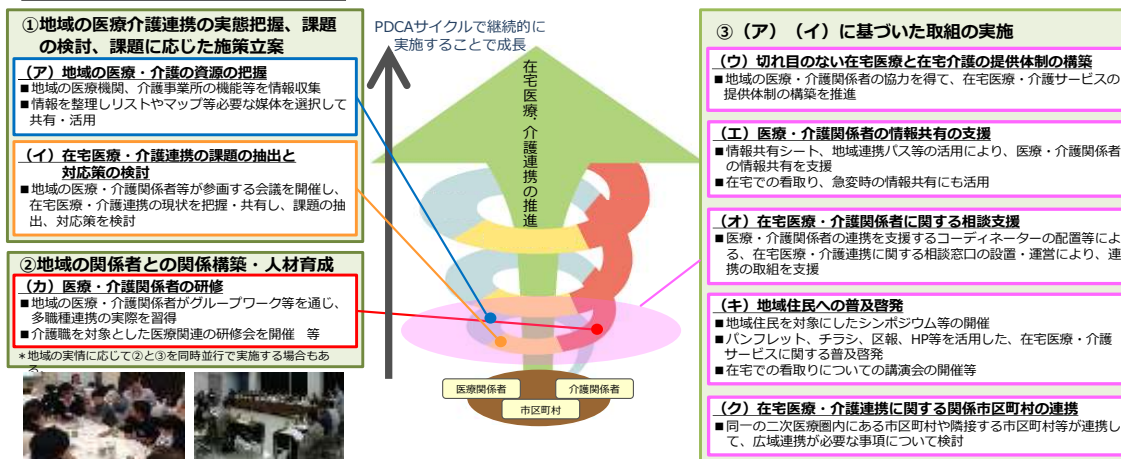 ①地域の医療介護連携の実態把握、課題
の検討、課題に応じた施策立案
（ア）地域の医療・介護の資源の把握
■地域の医療機関、介護事業所の機能等を情報収集
■情報を整理しリストやマップ等必要な媒体を選択して
共有・活用
（イ）在宅医療・介護連携の課題の抽出と
対応策の検討
■地域の医療・介護関係者等が参画する会議を開催し、
在宅医療・介護連携の現状を把握・共有し、課題の抽
出、対応策を検討
②地域の関係者との関係構築・人材育成
（カ）医療・介護関係者の研修
■地域の医療・介護関係者がグループワーク等を通じ、
多職種連携の実際を習得
■介護職を対象とした医療関連の研修会を開催　等
＊地域の実情に応じて②と③を同時並行で実施する場合もあ
る。
PDCAサイクルで継続的に
実施することで成長
在宅医療、介護連携の推進
医療関係者
介護関係者
市区町村
③（ア）（イ）に基づいた取組の実施
（ウ）切れ目のない在宅医療と在宅介護の提供体制の構築
■地域の医療・介護関係者の協力を得て、在宅医療・介護サービスの
提供体制の構築を推進
（エ）医療・介護関係者の情報共有の支援
■情報共有シート、地域連携パス等の活用により、医療・介護関係者
の情報共有を支援
■在宅での看取り、急変時の情報共有にも活用
（オ）在宅医療・介護関係者に関する相談支援
■医療・介護関係者の連携を支援するコーディネーターの配置等によ
る、在宅医療・介護連携に関する相談窓口の設置・運営により、連
携の取組を支援
（キ）地域住民への普及啓発
■地域住民を対象にしたシンポジウム等の開催
■パンフレット、チラシ、区報、HP等を活用した、在宅医療・介護
サービスに関する普及啓発
■在宅での看取りについての講演会の開催等
（ク）在宅医療・介護連携に関する関係市区町村の連携
■同一の二次医療圏内にある市区町村や隣接する市区町村等が連携し
て、広域連携が必要な事項について検討